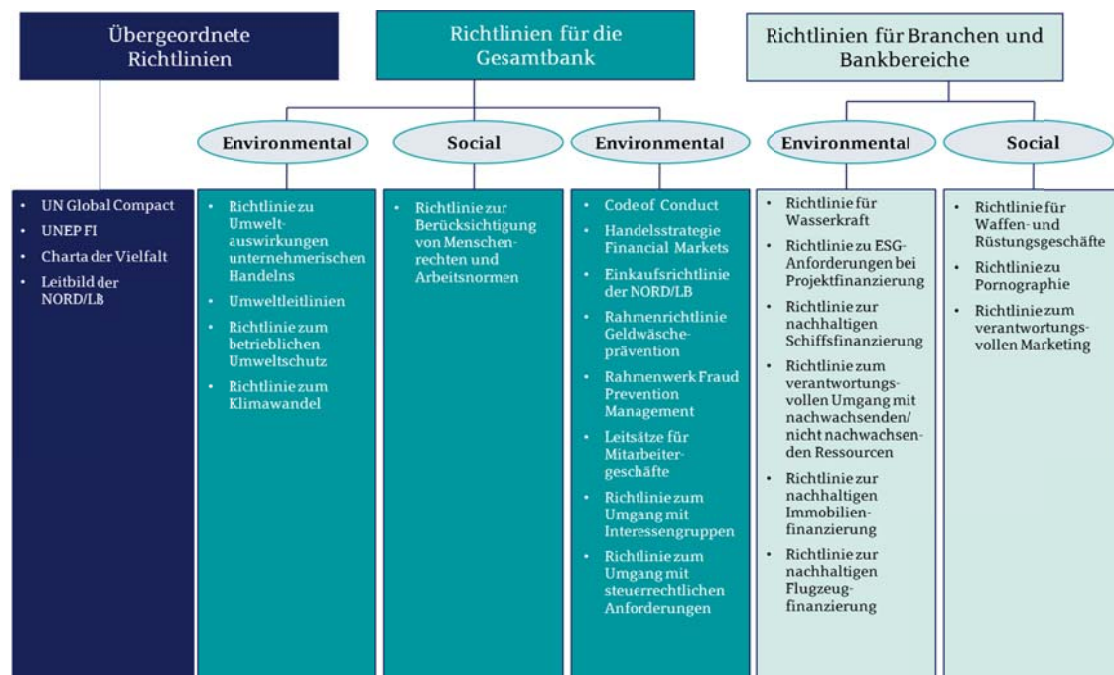 Übergeordnete
Richtlinien
Richtlinien für die
Gesamtbank
Richtlinien für Branchen und
Bankbereiche
Environmental
Social
Environmental
Environmental
Social
• UN Global Compact
• UNEP FI
• Charta der Vielfalt
• Leitbild der
NORD/LB
• Richtlinie zu
Umwelt-
auswirkungen
unternehmerischen
Handelns
• Umweltleitlinien
• Richtlinie zum
betrieblichen
Umweltschutz
• Richtlinie zum
Klimawandel
• Richtlinie zur
Berücksichtigung
von Menschen-
rechten und
Arbeitsnormen
• Code of Conduct
• Handelsstrategie
Financial Markets
• Einkaufsrichtlinie
der NORD/LB
• Rahmenrichtlinie
Geldwäsche-
prävention
• Rahmenwerk Fraud
Prevention
Management
• Leitsätze für
Mitarbeiter-
geschäfte
• Richtlinie zum
Umgang mit
Interessengruppen
• Richtlinie zum
Umgang mit
steuerrechtlichen
Anforderungen
• Richtlinie für
Wasserkraft
• Richtlinie zu ESG-
Anforderungen bei
Projektfinanzierung
• Richtlinie zur
nachhaltigen
Schiffsfinanzierung
• Richtlinie zum
verantwortungs-
vollen Umgang mit
nachwachsenden/
nicht nachwachsen-
den Ressourcen
• Richtlinie zur
nachhaltigen
Immobilien-
finanzierung
• Richtlinie zur
nachhaltigen
Flugzeug-
finanzierung
• Richtlinie für
Waffen- und
Rüstungsgeschäfte
• Richtlinie zu
Pornographie
• Richtlinie zum
verantwortungs-
vollen Marketing